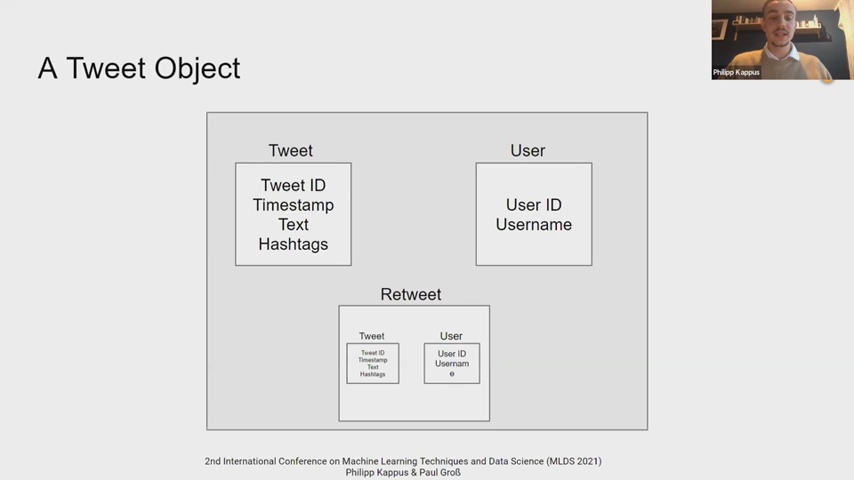 Philipp Kappus
A Tweet Object
Tweet
Tweet ID
Timestamp
Text
Hashtags
User
User ID
Username
Retweet
Tweet
Tweet ID
Timestamp
Text
Hashtags
User
User ID
Usernam
e
2nd International Conference on Machine Learning Techniques and Data Science (MLDS 2021)
Philipp Kappus & Paul Groß